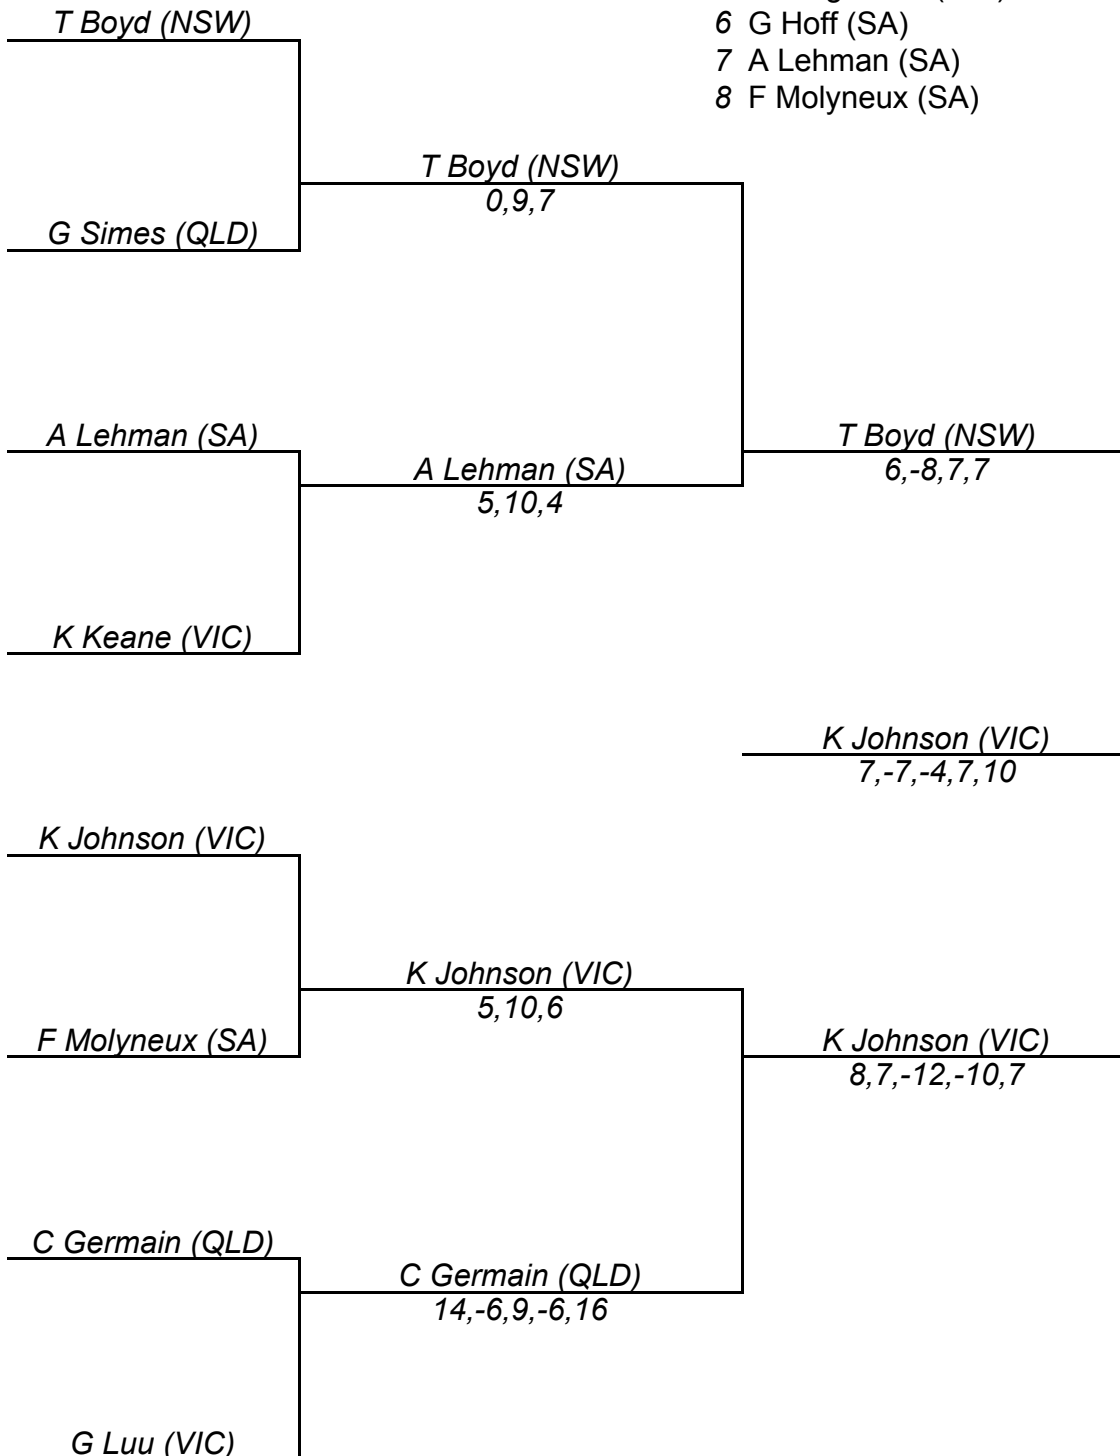 6 G Hoff (SA)
7 A Lehman (SA)
8 F Molyneux (SA)
T Boyd (NSW)
T Boyd (NSW)
0,9,7
G Simes (QLD)
A Lehman (SA)
A Lehman (SA)
5,10,4
T Boyd (NSW)
6,-8,7,7
K Keane (VIC)
K Johnson (VIC)
7,-7,-4,7,10
K Johnson (VIC)
K Johnson (VIC)
5,10,6
F Molyneux (SA)
K Johnson (VIC)
8,7,-12,-10,7
C Germain (QLD)
C Germain (QLD)
14,-6,9,-6,16
G Luu (VIC)